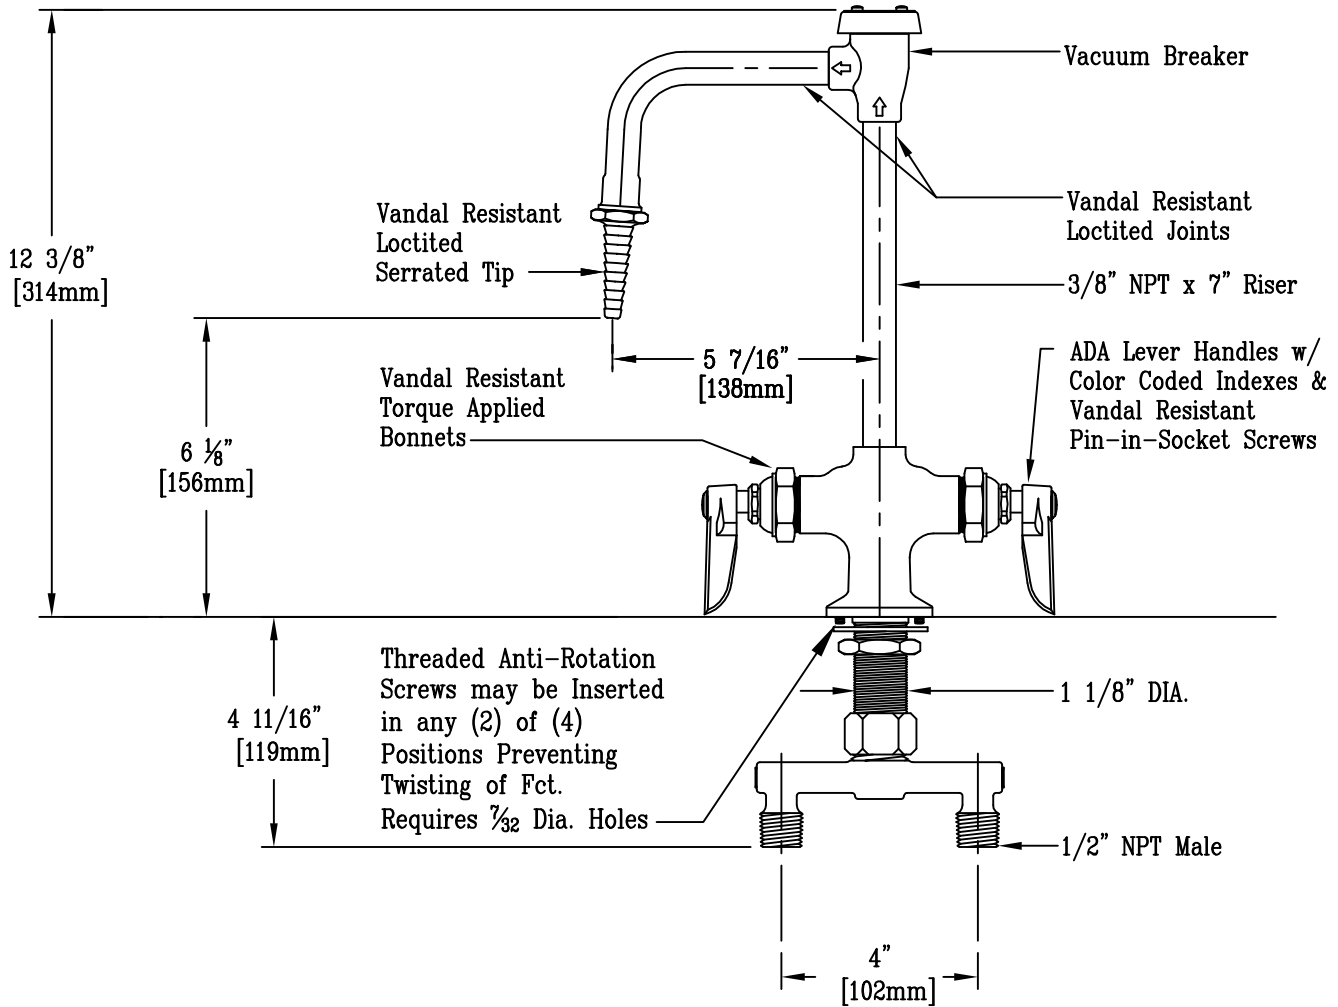 Vacuum Breaker
Vandal Resistant
Loctited
Serrated Tip
Vandal Resistant
Loctited Joints
12 3/8"
[314mm]
3/8" NPT x 7" Riser
5 7/16"
[138mm]
ADA Lever Handles w/
Color Coded Indexes &
Vandal Resistant
Pin-in-Socket Screws
Vandal Resistant
Torque Applied
Bonnets
6 1/8"
[156mm]
Threaded Anti-Rotation
Screws may be Inserted
in any (2) of (4)
Positions Preventing
Twisting of Fct.
Requires 7/32 Dia. Holes
1 1/8" DIA.
4 11/16"
[119mm]
1/2" NPT Male
4"
[102mm]